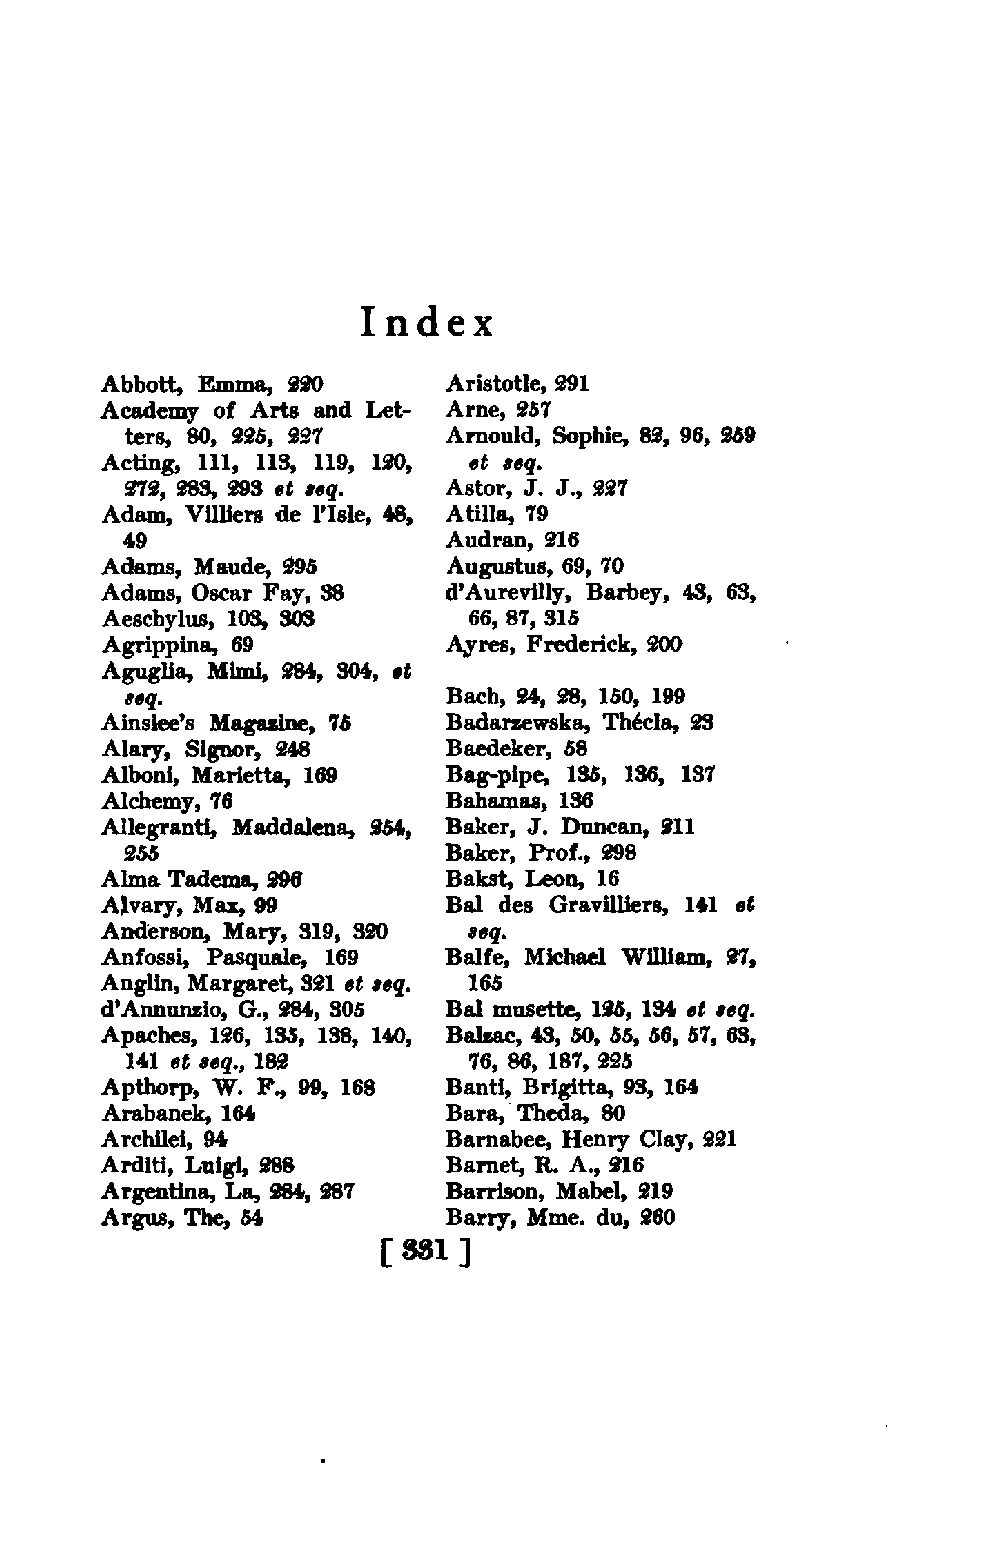 Index
Abbott, Emma, 220
Academy of Arts and Let-
ters, 80, 225, 227
Acting, 111, 113, 119, 120,
272, 283, 293 et seq.
Adam, Villiers de l'Isle, 48,
49
Adams, Maude, 295
Adams, Oscar Fay, 38
Aeschylus, 103, 303
Agrippina, 69
Aguglia, Mimi, 284, 304, et
seq.
Ainslee's Magazine, 75
Alary, Signor, 248
Alboni, Marietta, 169
Alchemy, 76
Allegranti, Maddalena, 254,
255
Alma Tadema, 296
Alvary, Max, 99
Anderson, Mary, 319, 320
Anfossi, Pasquale, 169
Anglin, Margaret, 321 et seq.
d'Annunzio, G., 284, 305
Apaches, 126, 135, 138, 140,
141 et seq., 182
Apthorp, W. F., 99, 168
Arabanek, 164
Archilei, 94
Arditi, Luigi, 288
Argentina, La, 284, 287
Argus, The, 54
Aristotle, 291
Arne, 257
Arnould, Sophie, 82, 96, 259
et seq.
Astor, J. J., 227
Atilla, 79
Audran, 216
Augustus, 69, 70
d'Aurevilly, Barbey, 43, 63,
66, 87, 315
Ayres, Frederick, 200
Bach, 24, 28, 150, 199
Badarzewska, Thécla, 23
Baedeker, 58
Bag-pipe, 135, 136, 137
Bahamas, 136
Baker, J. Duncan, 211
Baker, Prof., 298
Bakst, Leon, 16
Bal des Gravilliers, 141 et
seq.
Balfe, Michael William, 27,
165
Bal musette, 125, 134 et seq.
Balzac, 43, 50, 55, 56, 57, 63,
76, 86, 187, 225
Banti, Brigitta, 93, 164
Bara, Theda, 80
Barnabee, Henry Clay, 221
Barnet, R. A., 216
Barrison, Mabel, 219
Barry, Mme. du, 260
[ 331 ]